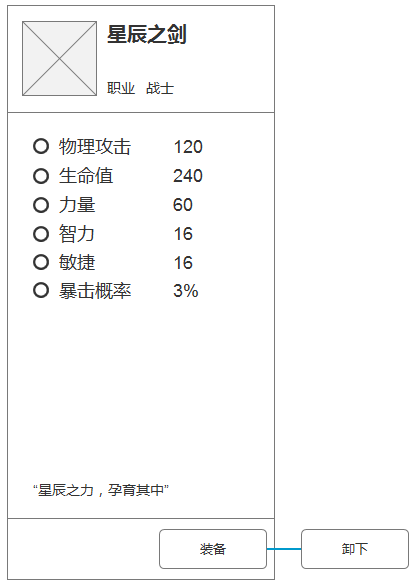 星辰之剑
职业 战士
物理攻击 120
生命值 240
力量 60
智力 16
敏捷 16
暴击概率 3%
“星辰之力，孕育其中”
装备 卸下